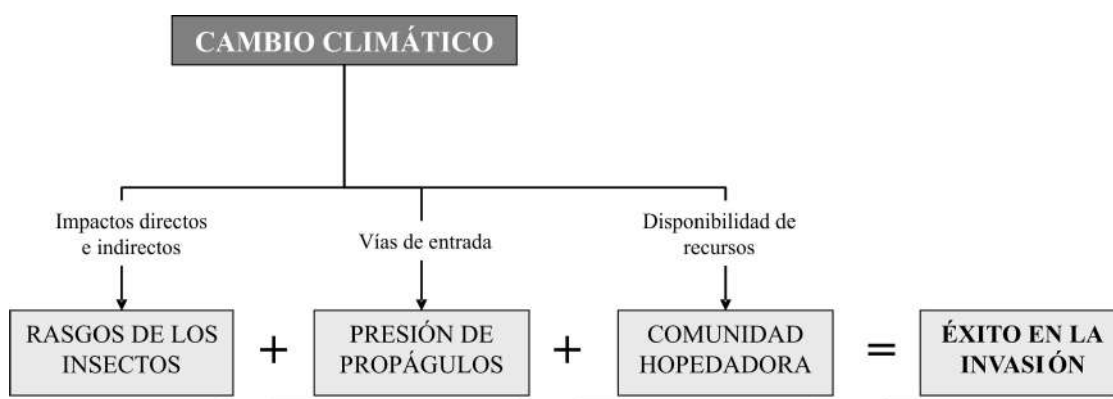 CAMBIO CLIMÁTICO
Impactos directos
e indirectos
Vías de entrada
Disponibilidad de
recursos
RASGOS DE LOS
INSECTOS
+
PRESIÓN DE
PROPÁGULOS
+
COMUNIDAD
HOPEDADORA
=
ÉXITO EN LA
INVASIÓN